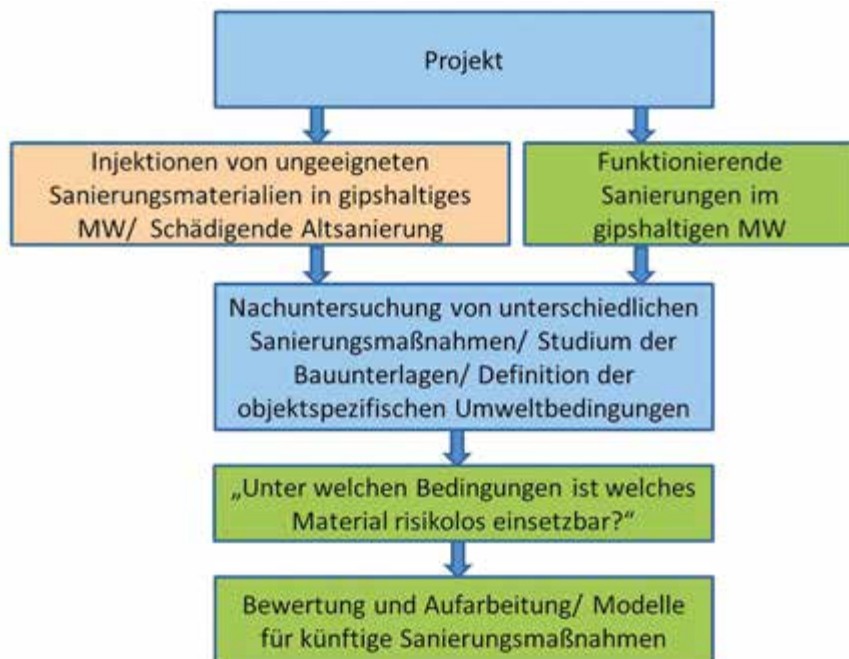 Projekt
Injektionen von ungeeigneten
Sanierungsmaterialien in gipshaltiges
MW/ Schädigende Altsanierung
Funktionierende
Sanierungen im
gipshaltigen MW
Nachuntersuchung von unterschiedlichen
Sanierungsmaßnahmen/ Studium der
Bauunterlagen/ Definition der
objektspezifischen Umweltbedingungen
„Unter welchen Bedingungen ist welches
Material risikolos einsetzbar?“
Bewertung und Aufarbeitung/ Modelle
für künftige Sanierungsmaßnahmen